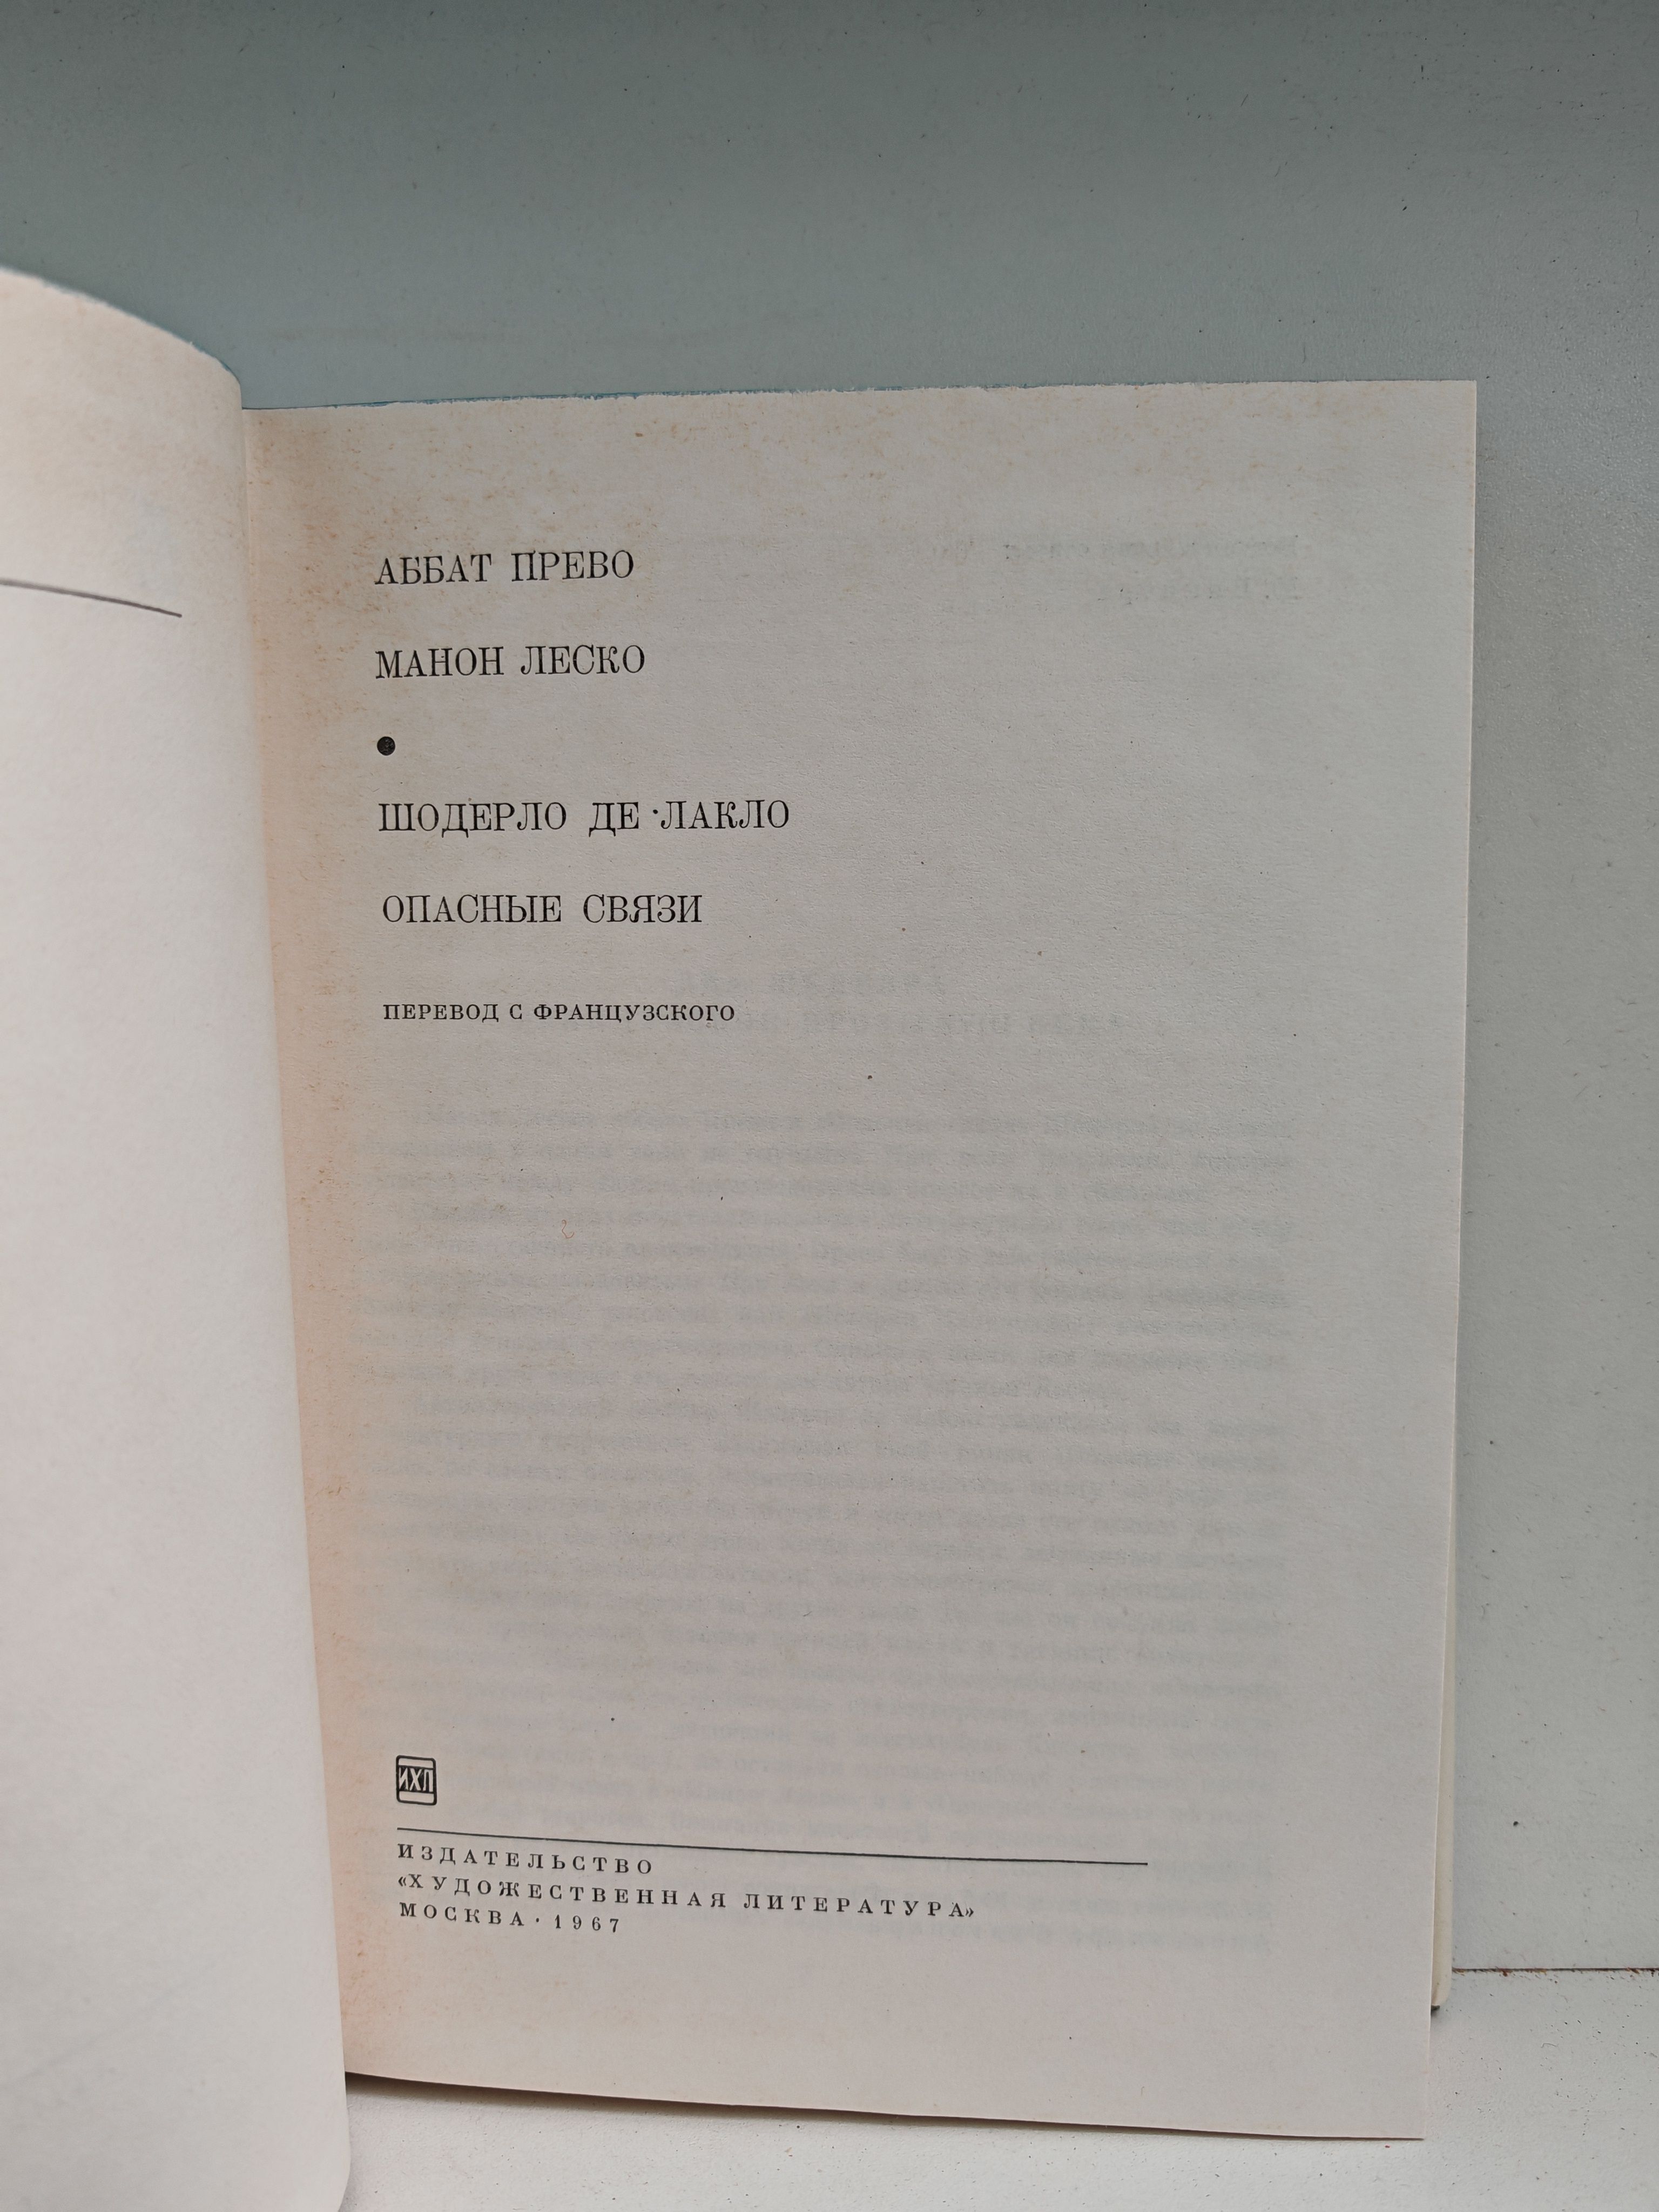 АББАТ ПРЕВО
МАНОН ЛЕСКО
•
ШОДЕРЛО ДЕ ЛАКЛО
ОПАСНЫЕ СВЯЗИ
ПЕРЕВОД С ФРАНЦУЗСКОГО
ИХЛ
ИЗДАТЕЛЬСТВО
«ХУДОЖЕСТВЕННАЯ ЛИТЕРАТУРА»
МОСКВА · 1967